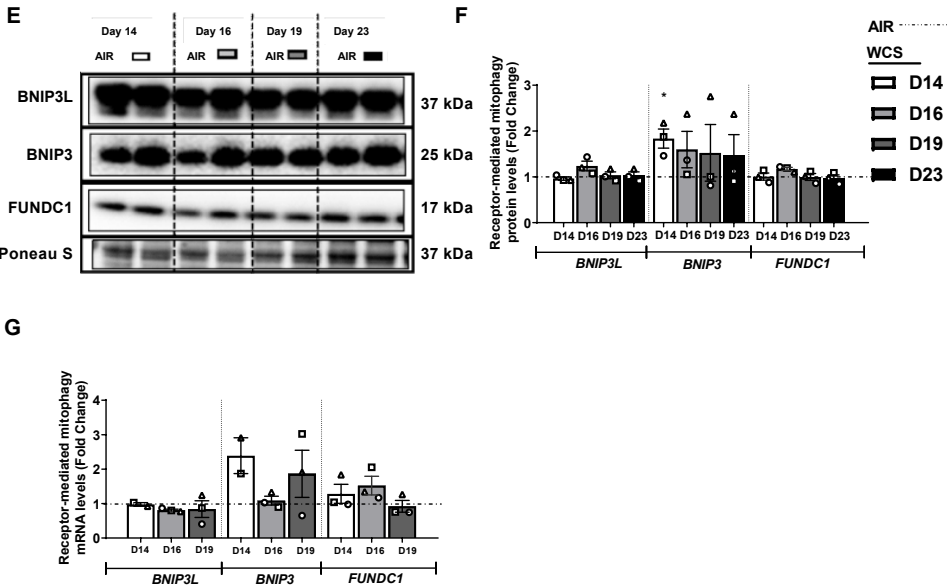 E
Day 14 Day 16 Day 19 Day 23
AIR AIR AIR AIR
BNIP3L 37 kDa
BNIP3 25 kDa
FUNDC1 17 kDa
Poneau S 37 kDa
F
Receptor-mediated mitophagy
protein levels (Fold Change)
3
2
1
0
*
D14 D16 D19 D23 D14 D16 D19 D23 D14 D16 D19 D23
BNIP3L BNIP3 FUNDC1
AIR
WCS
D14
D16
D19
D23
G
Receptor-mediated mitophagy
mRNA levels (Fold Change)
4
3
2
1
0
D14 D16 D19 D14 D16 D19 D14 D16 D19
BNIP3L BNIP3 FUNDC1